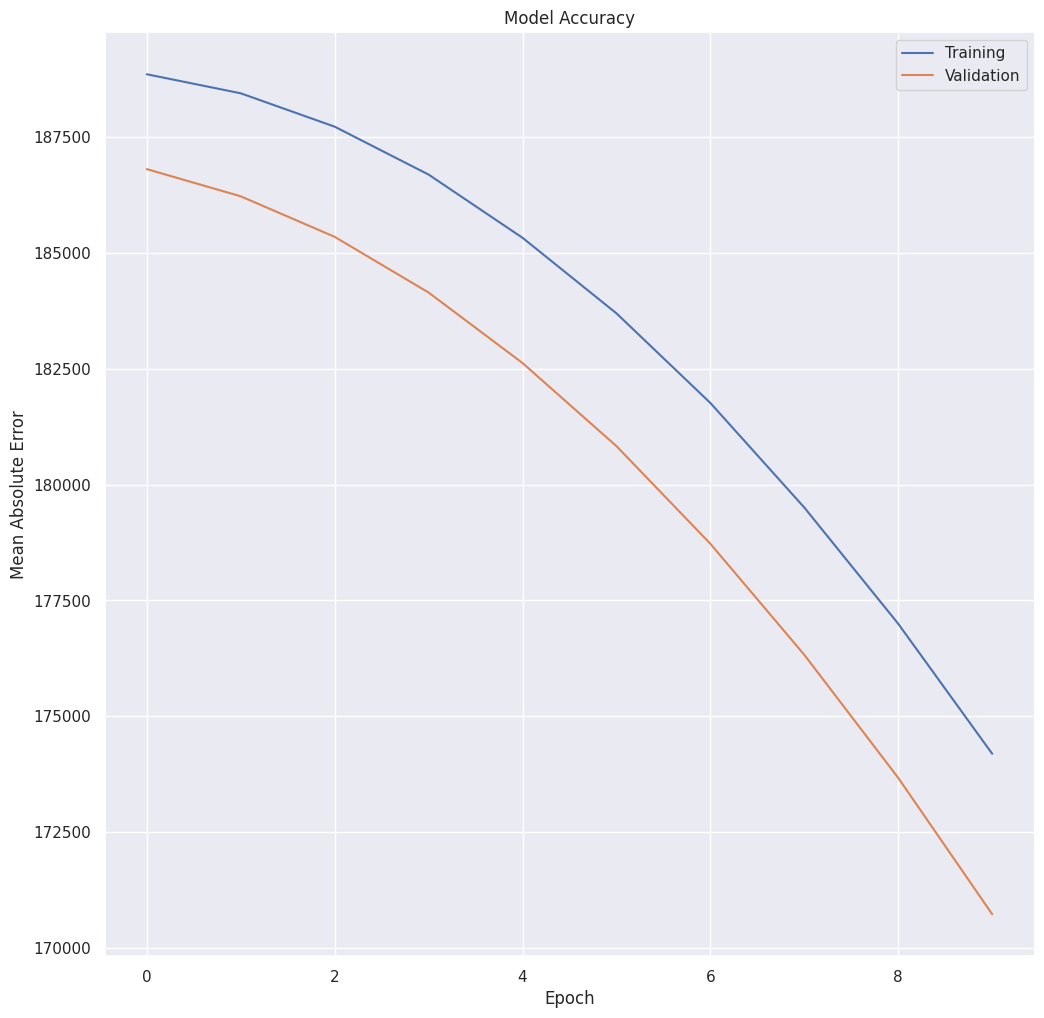 Model Accuracy
Training
Validation
187500
185000
182500
180000
177500
175000
172500
170000
Mean Absolute Error
0 2 4 6 8
Epoch